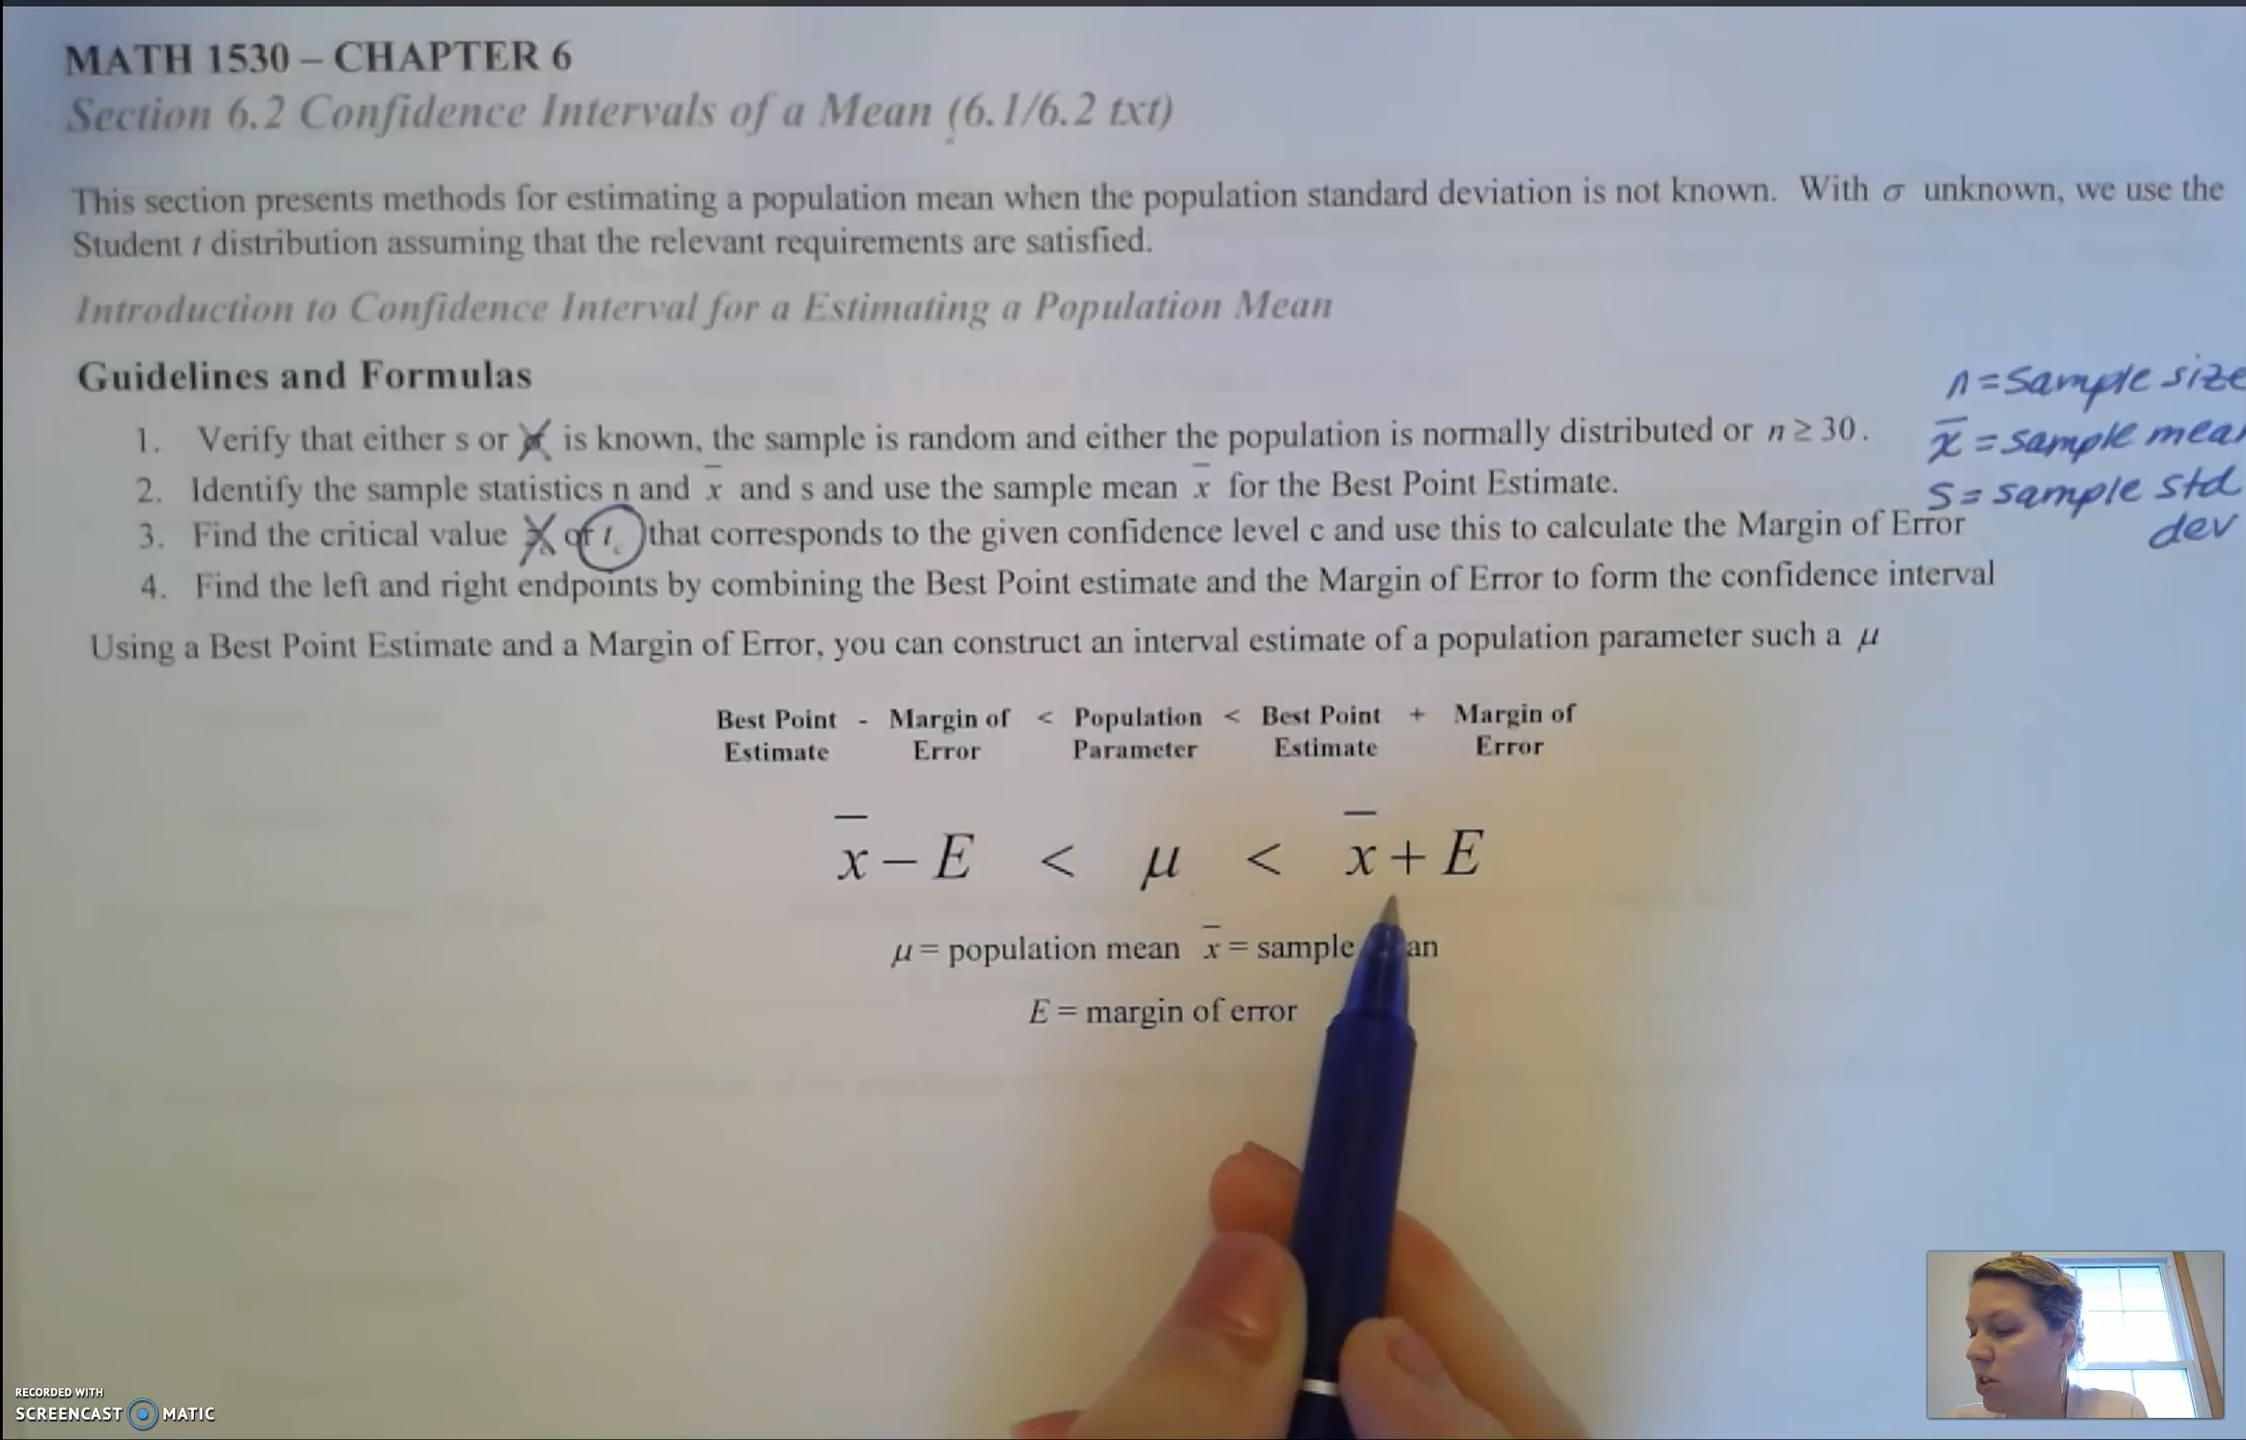 MATH 1530 – CHAPTER 6
Section 6.2 Confidence Intervals of a Mean (6.1/6.2 txt)
This section presents methods for estimating a population mean when the population standard deviation is not known. With σ unknown, we use the
Student t distribution assuming that the relevant requirements are satisfied.
Introduction to Confidence Interval for a Estimating a Population Mean
Guidelines and Formulas
n = sample size
1. Verify that either s or is known, the sample is random and either the population is normally distributed or n ≥ 30.
x̄ = sample mean
2. Identify the sample statistics n and x̄ and s and use the sample mean x̄ for the Best Point Estimate.
s = sample std
dev
3. Find the critical value or t_c that corresponds to the given confidence level c and use this to calculate the Margin of Error
4. Find the left and right endpoints by combining the Best Point estimate and the Margin of Error to form the confidence interval
Using a Best Point Estimate and a Margin of Error, you can construct an interval estimate of a population parameter such a μ
Best Point - Margin of < Population < Best Point + Margin of
Estimate Error Parameter Estimate Error
x̄ – E < μ < x̄ + E
μ = population mean x̄ = sample an
E = margin of error
RECORDED WITH
SCREENCAST MATIC